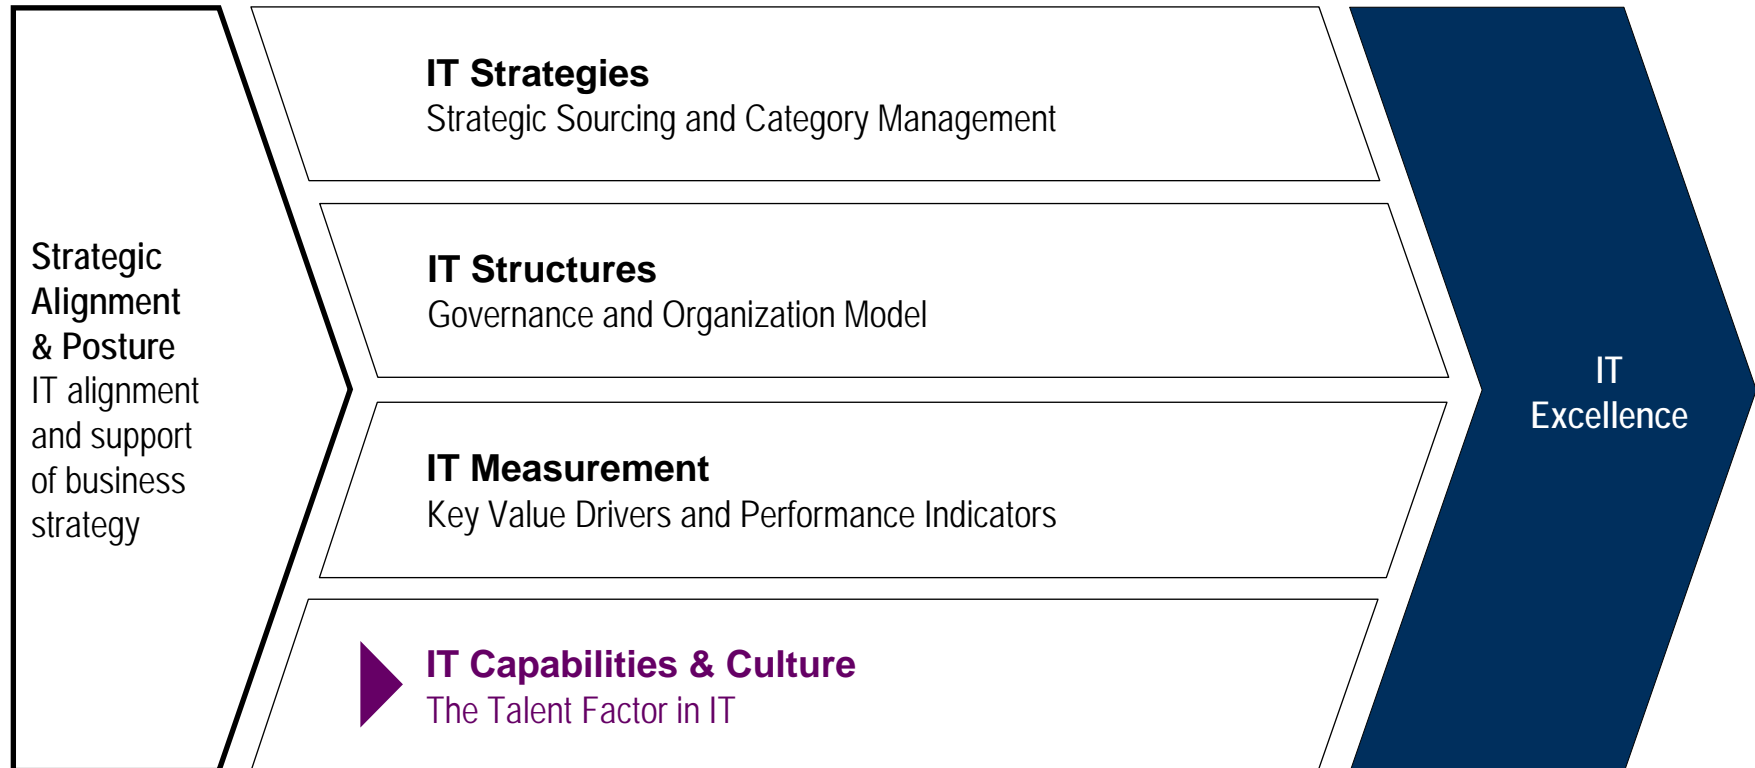 Strategic
Alignment
& Posture
IT alignment
and support
of business
strategy
IT Strategies
Strategic Sourcing and Category Management
IT Structures
Governance and Organization Model
IT Measurement
Key Value Drivers and Performance Indicators
IT Capabilities & Culture
The Talent Factor in IT
IT
Excellence